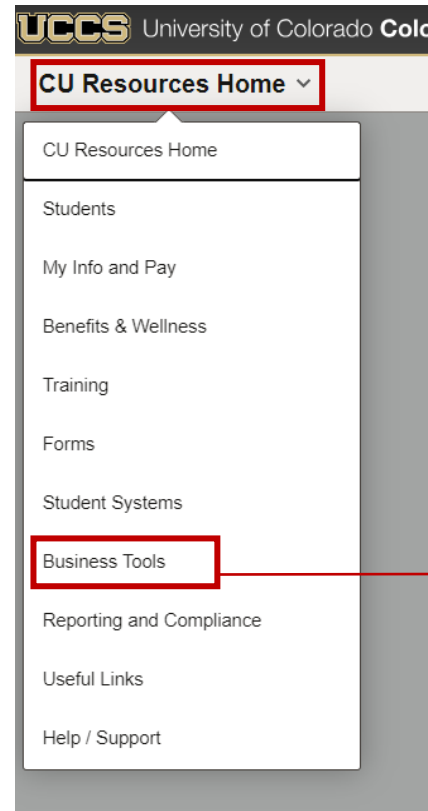 UCCS University of Colorado Colo
CU Resources Home
CU Resources Home
Students
My Info and Pay
Benefits & Wellness
Training
Forms
Student Systems
Business Tools
Reporting and Compliance
Useful Links
Help / Support